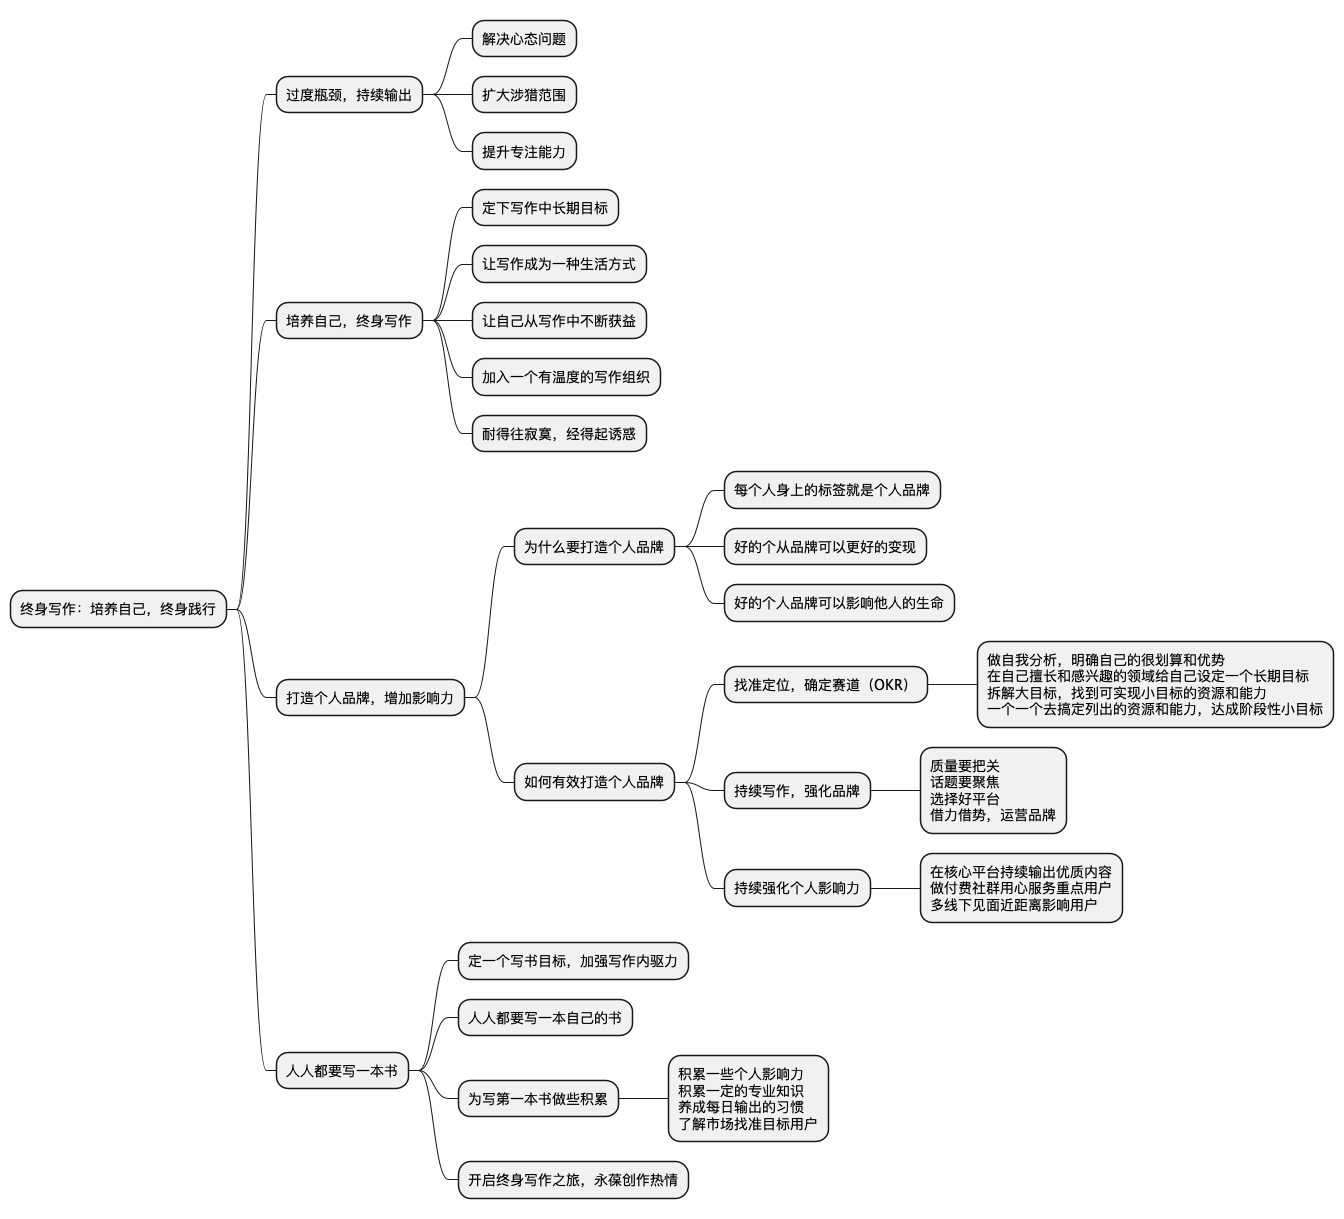 终身写作：培养自己，终身践行
过度瓶颈，持续输出
解决心态问题
扩大涉猎范围
提升专注能力
培养自己，终身写作
定下写作中长期目标
让写作成为一种生活方式
让自己从写作中不断获益
加入一个有温度的写作组织
耐得往寂寞，经得起诱惑
打造个人品牌，增加影响力
为什么要打造个人品牌
每个人身上的标签就是个人品牌
好的个从品牌可以更好的变现
好的个人品牌可以影响他人的生命
如何有效打造个人品牌
找准定位，确定赛道（OKR）
做自我分析，明确自己的很划算和优势
在自己擅长和感兴趣的领域给自己设定一个长期目标
拆解大目标，找到可实现小目标的资源和能力
一个一个去搞定列出的资源和能力，达成阶段性小目标
持续写作，强化品牌
质量要把关
话题要聚焦
选择好平台
借力借势，运营品牌
持续强化个人影响力
在核心平台持续输出优质内容
做付费社群用心服务重点用户
多线下见面近距离影响用户
人人都要写一本书
定一个写书目标，加强写作内驱力
人人都要写一本自己的书
为写第一本书做些积累
积累一些个人影响力
积累一定的专业知识
养成每日输出的习惯
了解市场找准目标用户
开启终身写作之旅，永葆创作热情